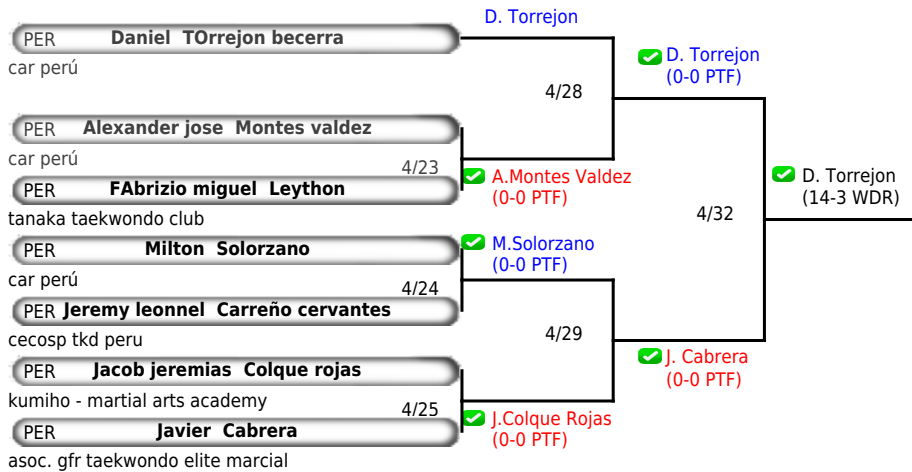 D. Torrejon
PER Daniel TOrrejon becerra
car perú
D. Torrejon
(0-0 PTF)
4/28
PER Alexander jose Montes valdez
car perú
4/23
A.Montes Valdez
(0-0 PTF)
PER FAbrizio miguel Leython
tanaka taekwondo club
D. Torrejon
(14-3 WDR)
4/32
PER Milton Solorzano
car perú
M.Solorzano
(0-0 PTF)
4/24
PER Jeremy leonnel Carreño cervantes
cecosp tkd peru
4/29
PER Jacob jeremias Colque rojas
kumiho - martial arts academy
J. Cabrera
(0-0 PTF)
4/25
J.Colque Rojas
(0-0 PTF)
PER Javier Cabrera
asoc. gfr taekwondo elite marcial